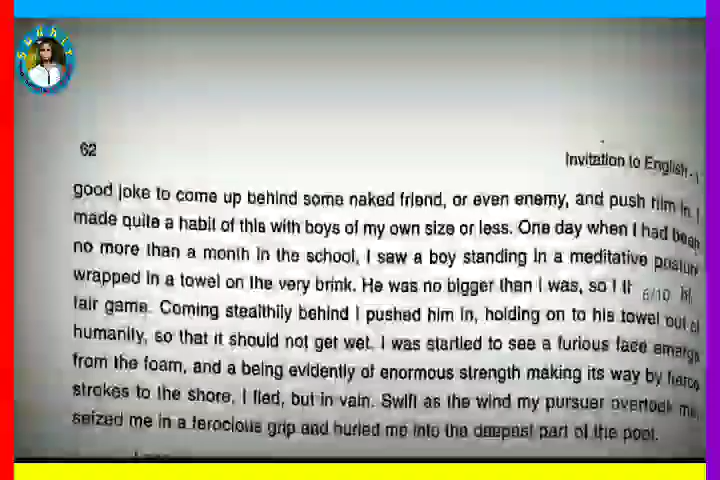 Sudhir
62
Invitation to English -
good joke to come up behind some naked friend, or even enemy, and push him in. I
made quite a habit of this with boys of my own size or less. One day when I had been
no more than a month in the school, I saw a boy standing in a meditative posture
wrapped in a towel on the very brink. He was no bigger than I was, so I
6/10
fair game. Coming stealthily behind I pushed him in, holding on to his towel out of
humanity, so that it should not get wet. I was startled to see a furious face emerge
from the foam, and a being evidently of enormous strength making its way by fierce
strokes to the shore. I fled, but in vain. Swift as the wind my pursuer overtook me,
seized me in a ferocious grip and hurled me into the deepest part of the pool.